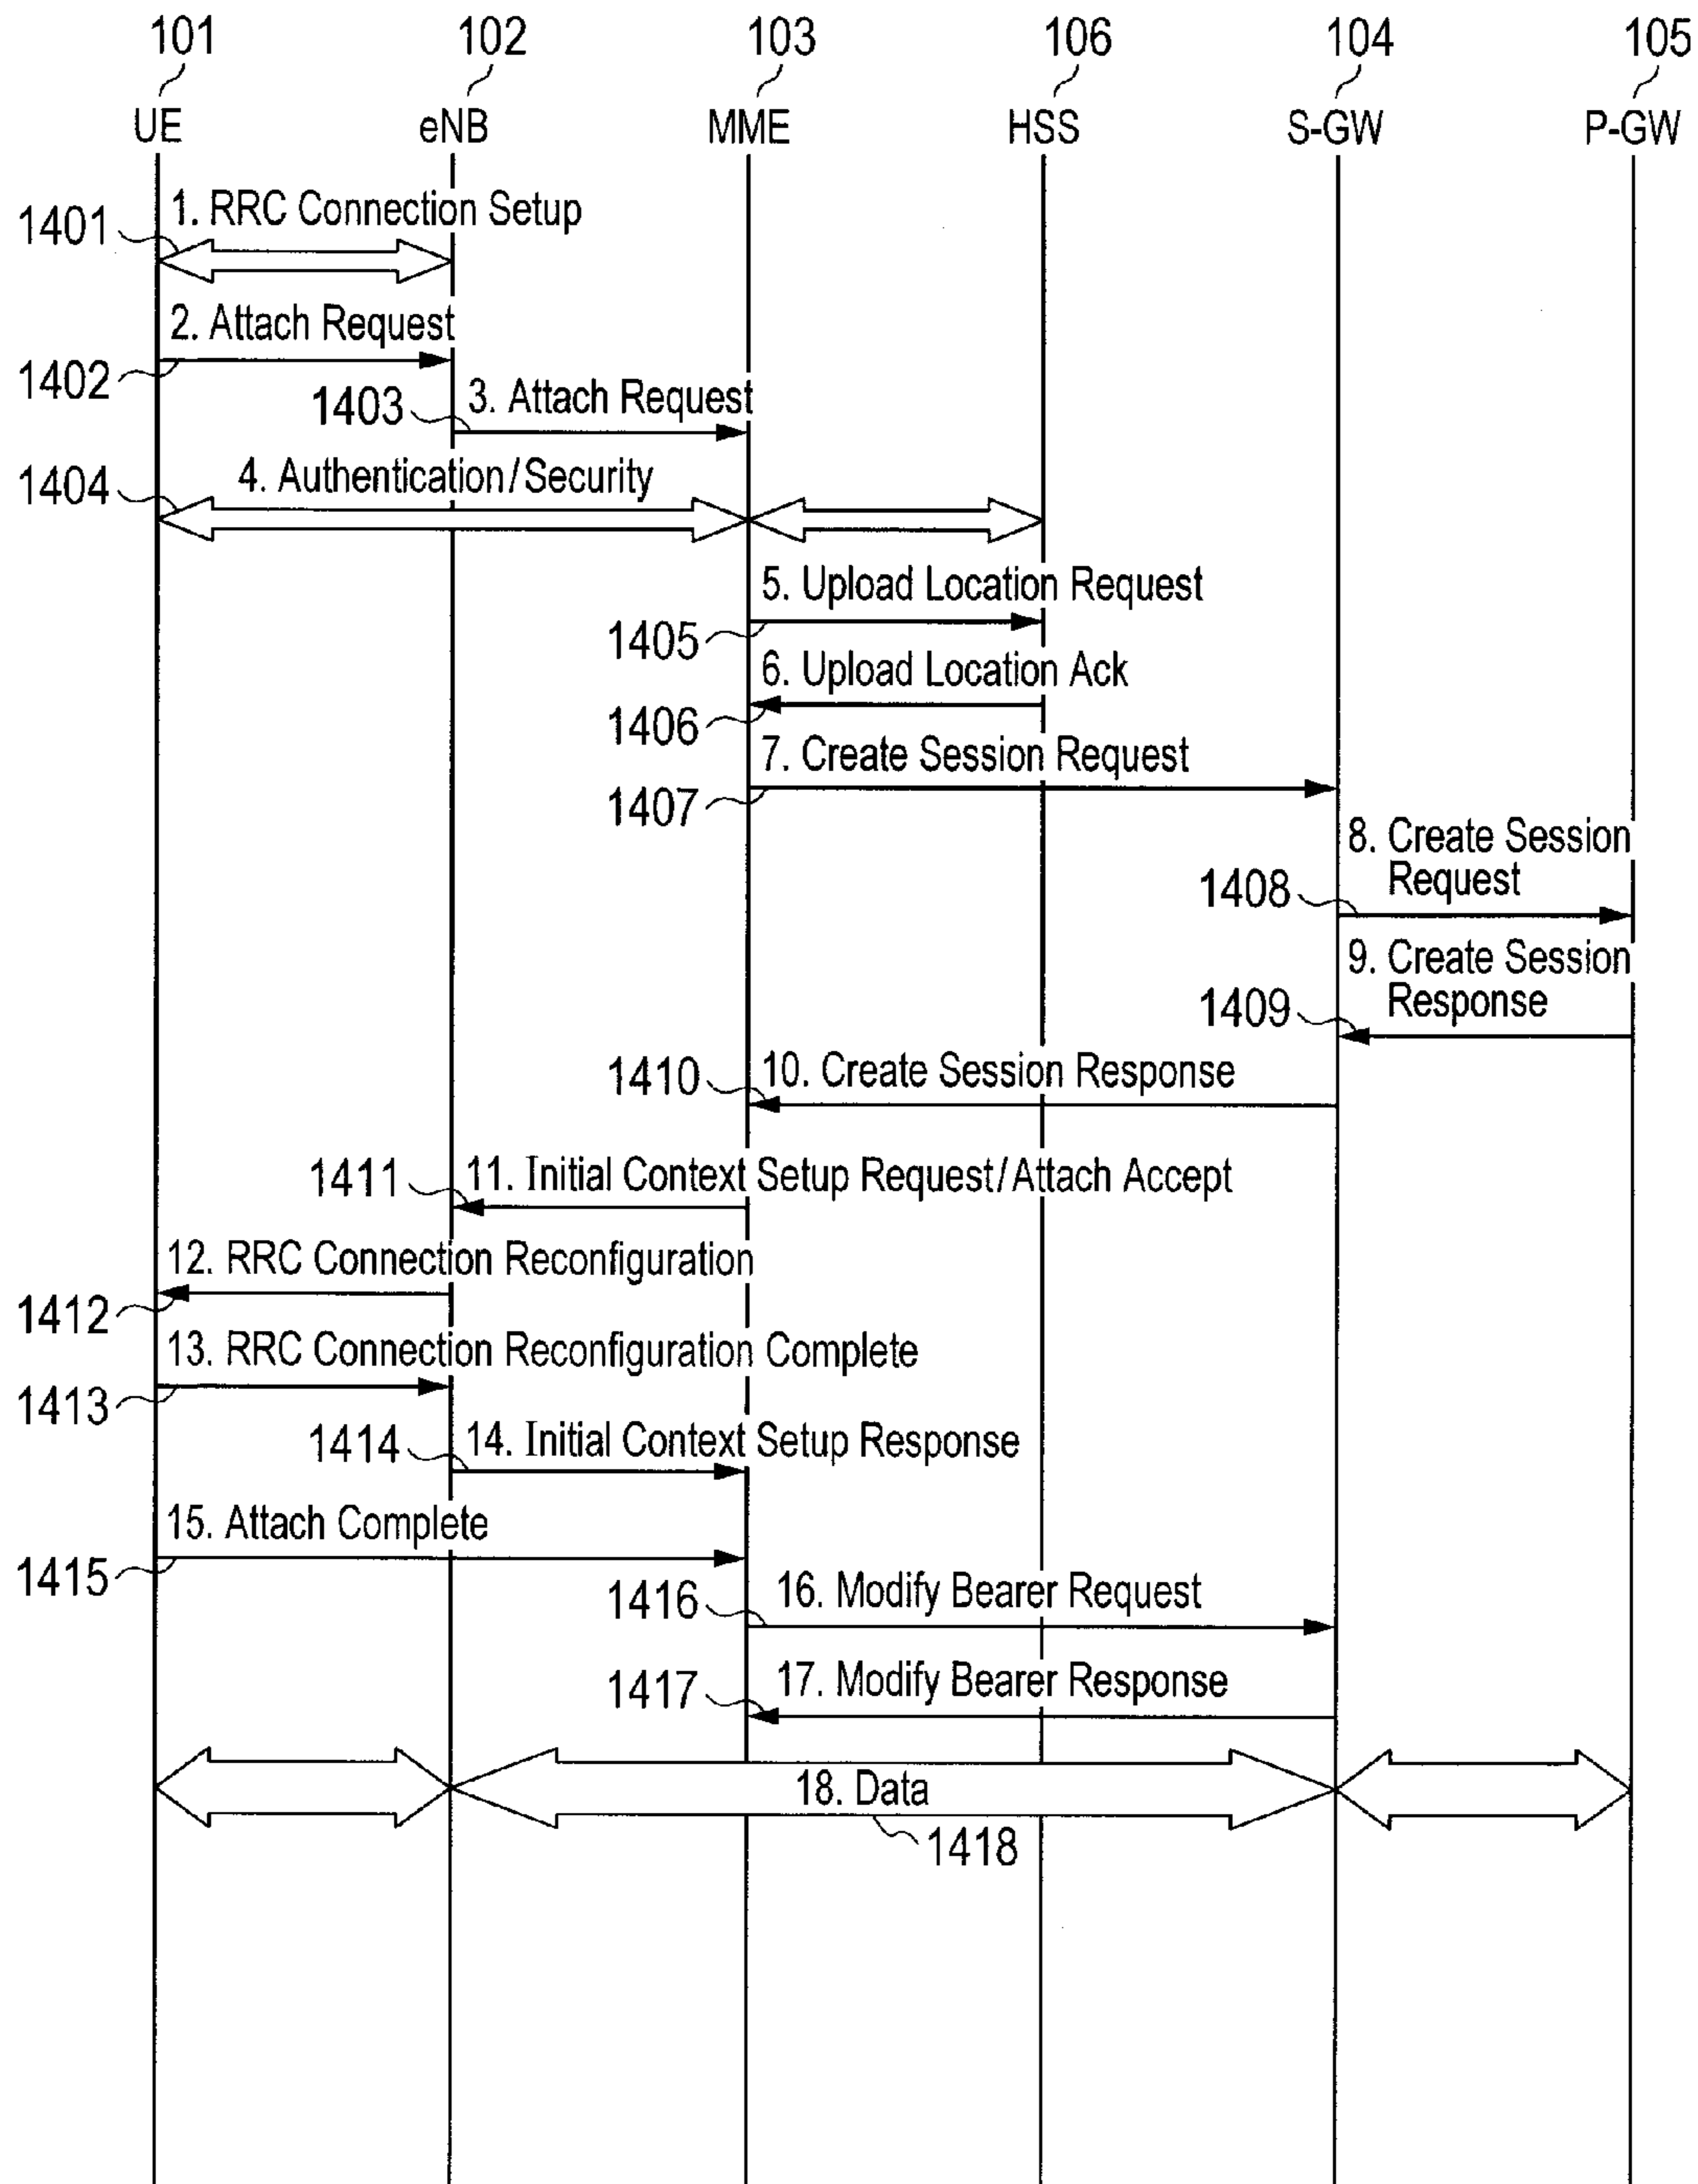 101 102 103 106 104 105
UE eNB MME HSS S-GW P-GW
1. RRC Connection Setup
1401
2. Attach Request
1402
3. Attach Request
1403
4. Authentication/Security
1404
5. Upload Location Request
1405
6. Upload Location Ack
1406
7. Create Session Request
1407
8. Create Session
Request
1408
9. Create Session
Response
1409
10. Create Session Response
1410
11. Initial Context Setup Request/Attach Accept
1411
12. RRC Connection Reconfiguration
1412
13. RRC Connection Reconfiguration Complete
1413
14. Initial Context Setup Response
1414
15. Attach Complete
1415
16. Modify Bearer Request
1416
17. Modify Bearer Response
1417
18. Data
1418